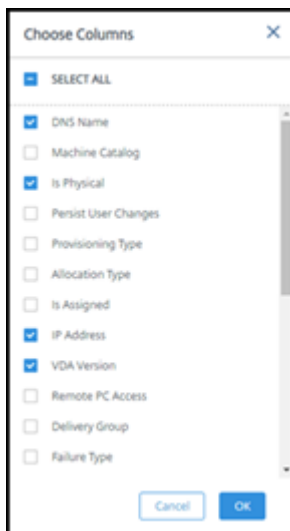 Choose Columns
SELECT ALL
DNS Name
Machine Catalog
Is Physical
Persist User Changes
Provisioning Type
Allocation Type
Is Assigned
IP Address
VDA Version
Remote PC Access
Delivery Group
Failure Type
Cancel
OK